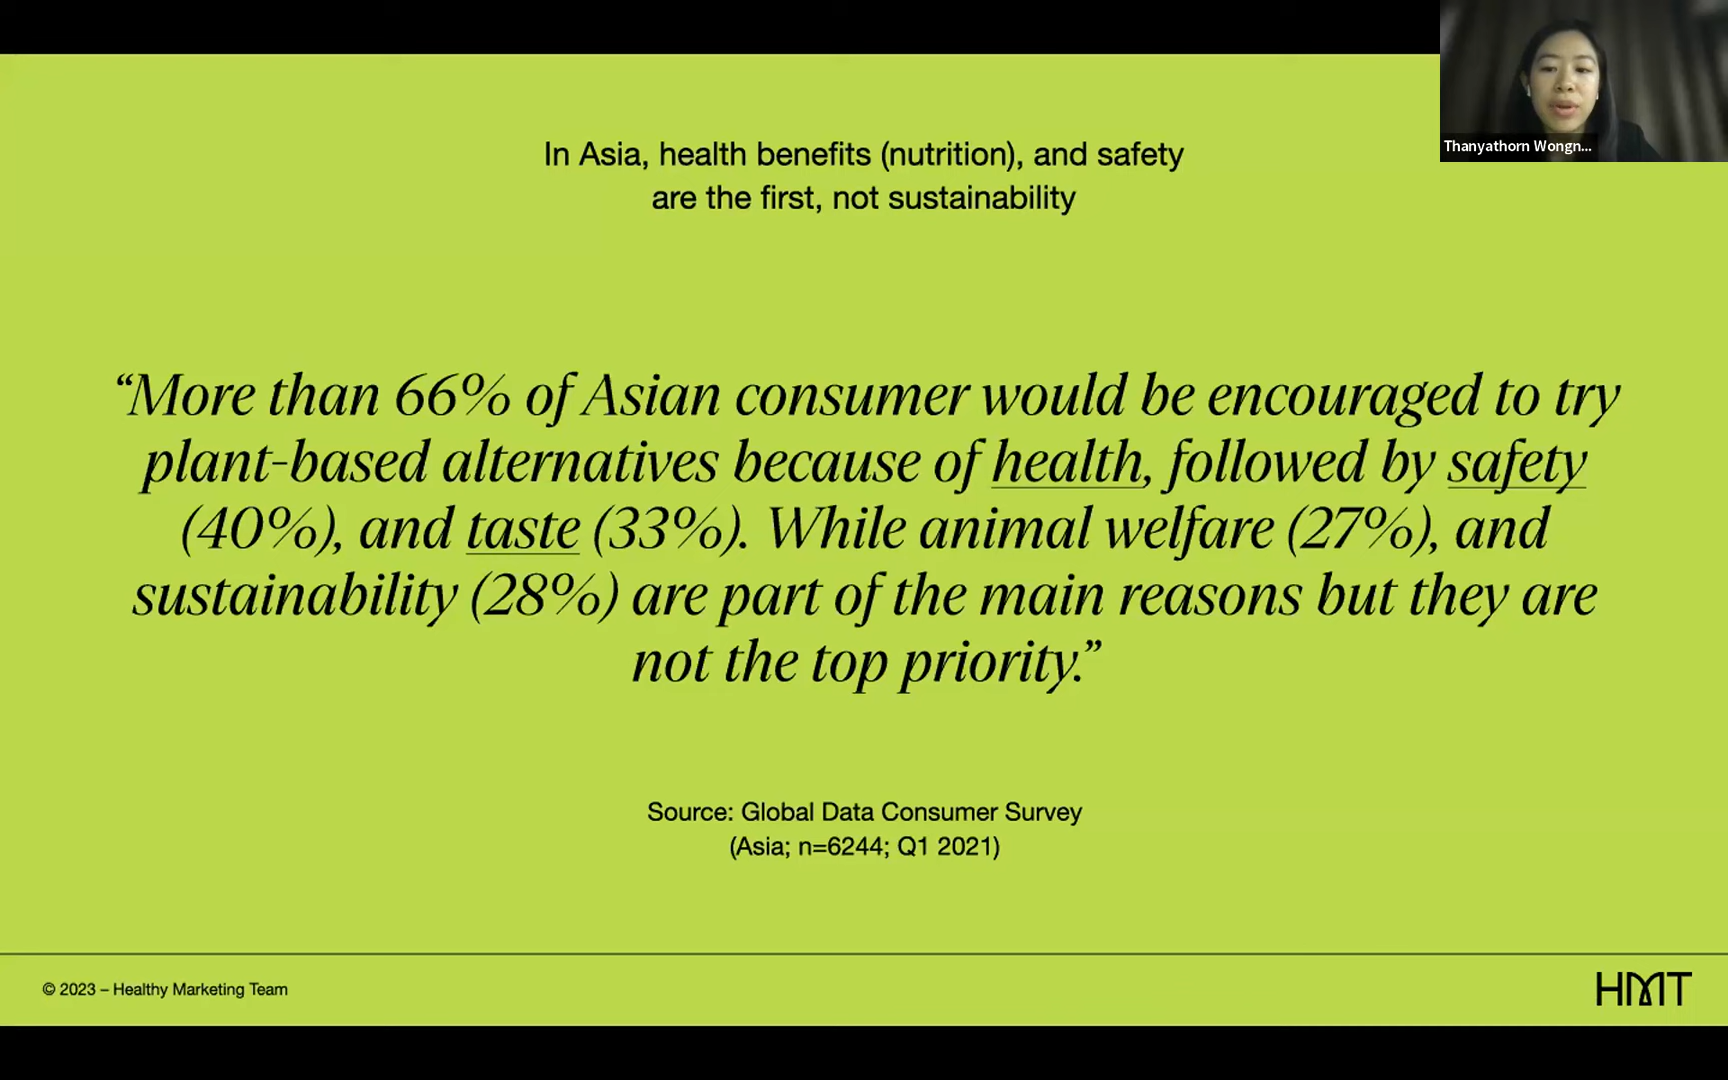 Thanyathorn Wongn...
In Asia, health benefits (nutrition), and safety
are the first, not sustainability
“More than 66% of Asian consumer would be encouraged to try
plant-based alternatives because of health, followed by safety
(40%), and taste (33%). While animal welfare (27%), and
sustainability (28%) are part of the main reasons but they are
not the top priority.”
Source: Global Data Consumer Survey
(Asia; n=6244; Q1 2021)
© 2023 – Healthy Marketing Team
HMT